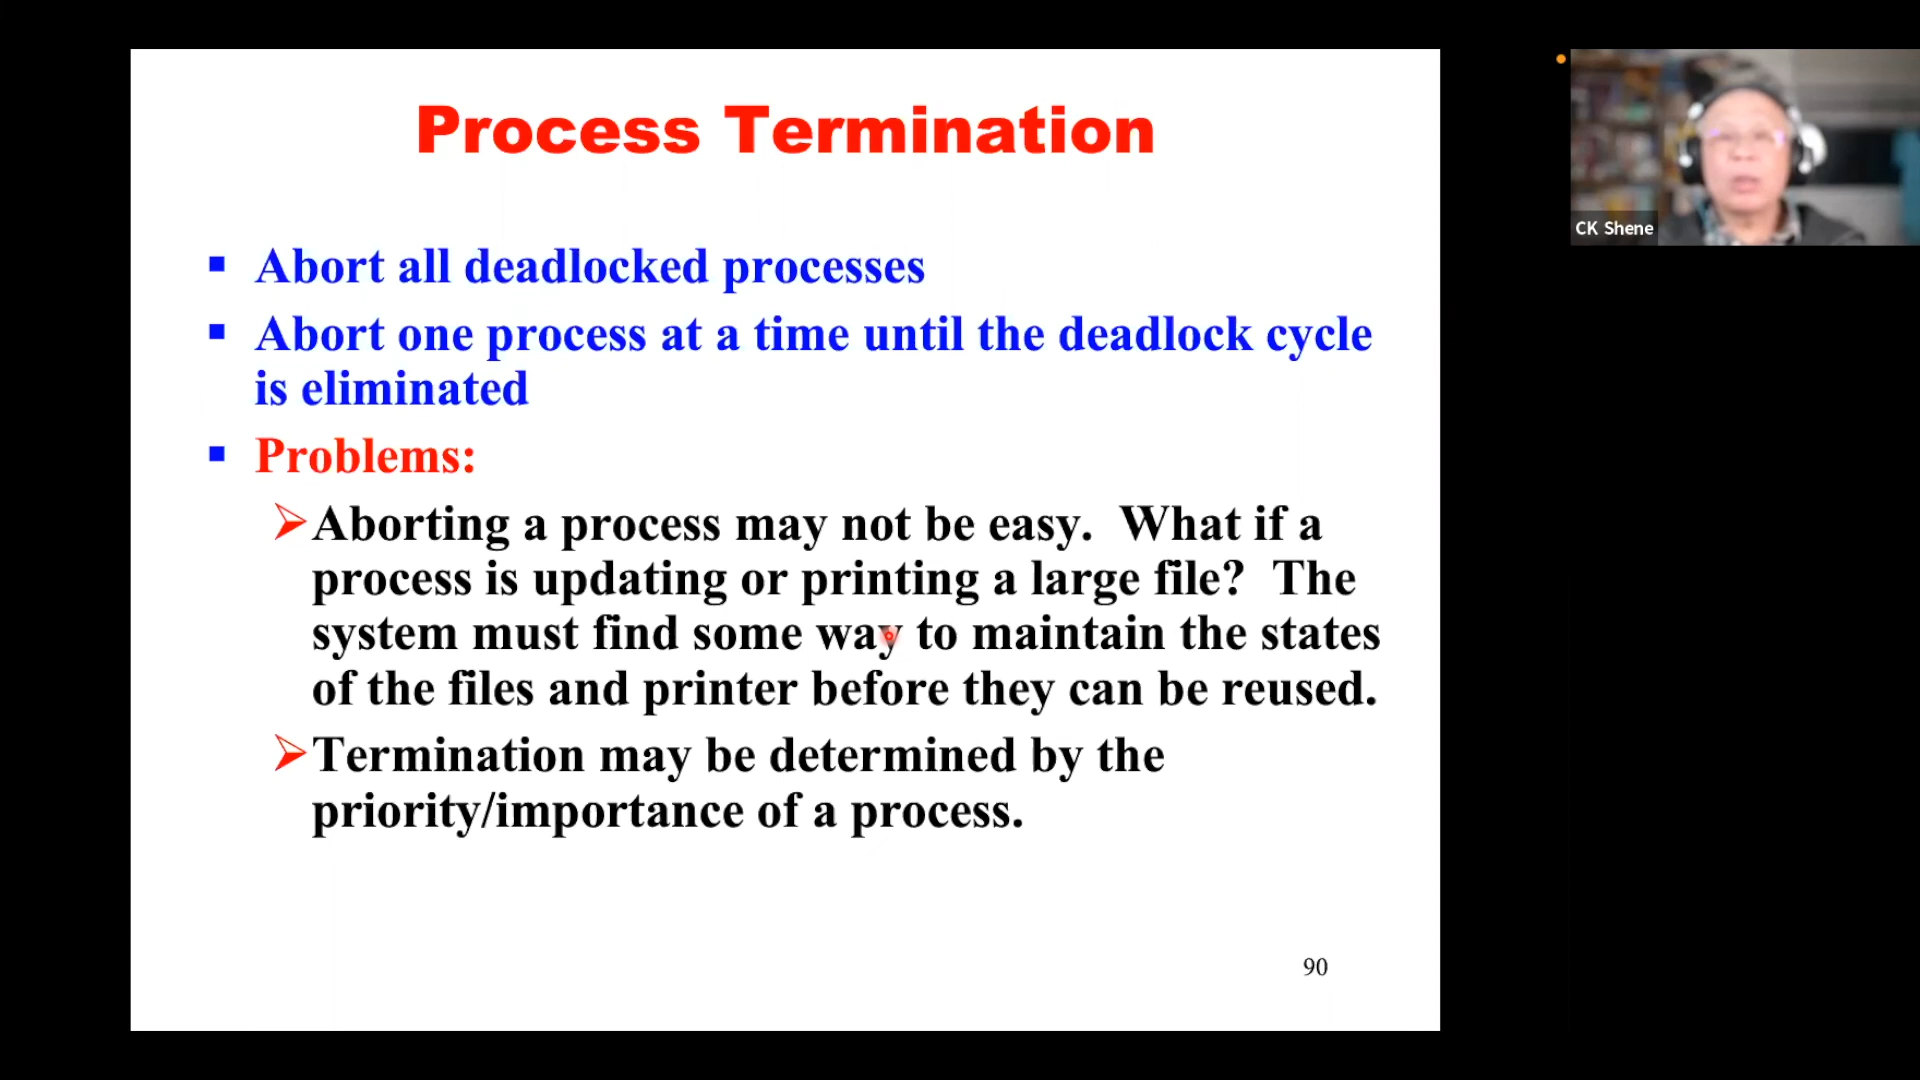 Process Termination
CK Shene
▪ Abort all deadlocked processes
▪ Abort one process at a time until the deadlock cycle
is eliminated
▪ Problems:
➢Aborting a process may not be easy.  What if a
process is updating or printing a large file?  The
system must find some way to maintain the states
of the files and printer before they can be reused.
➢Termination may be determined by the
priority/importance of a process.
90